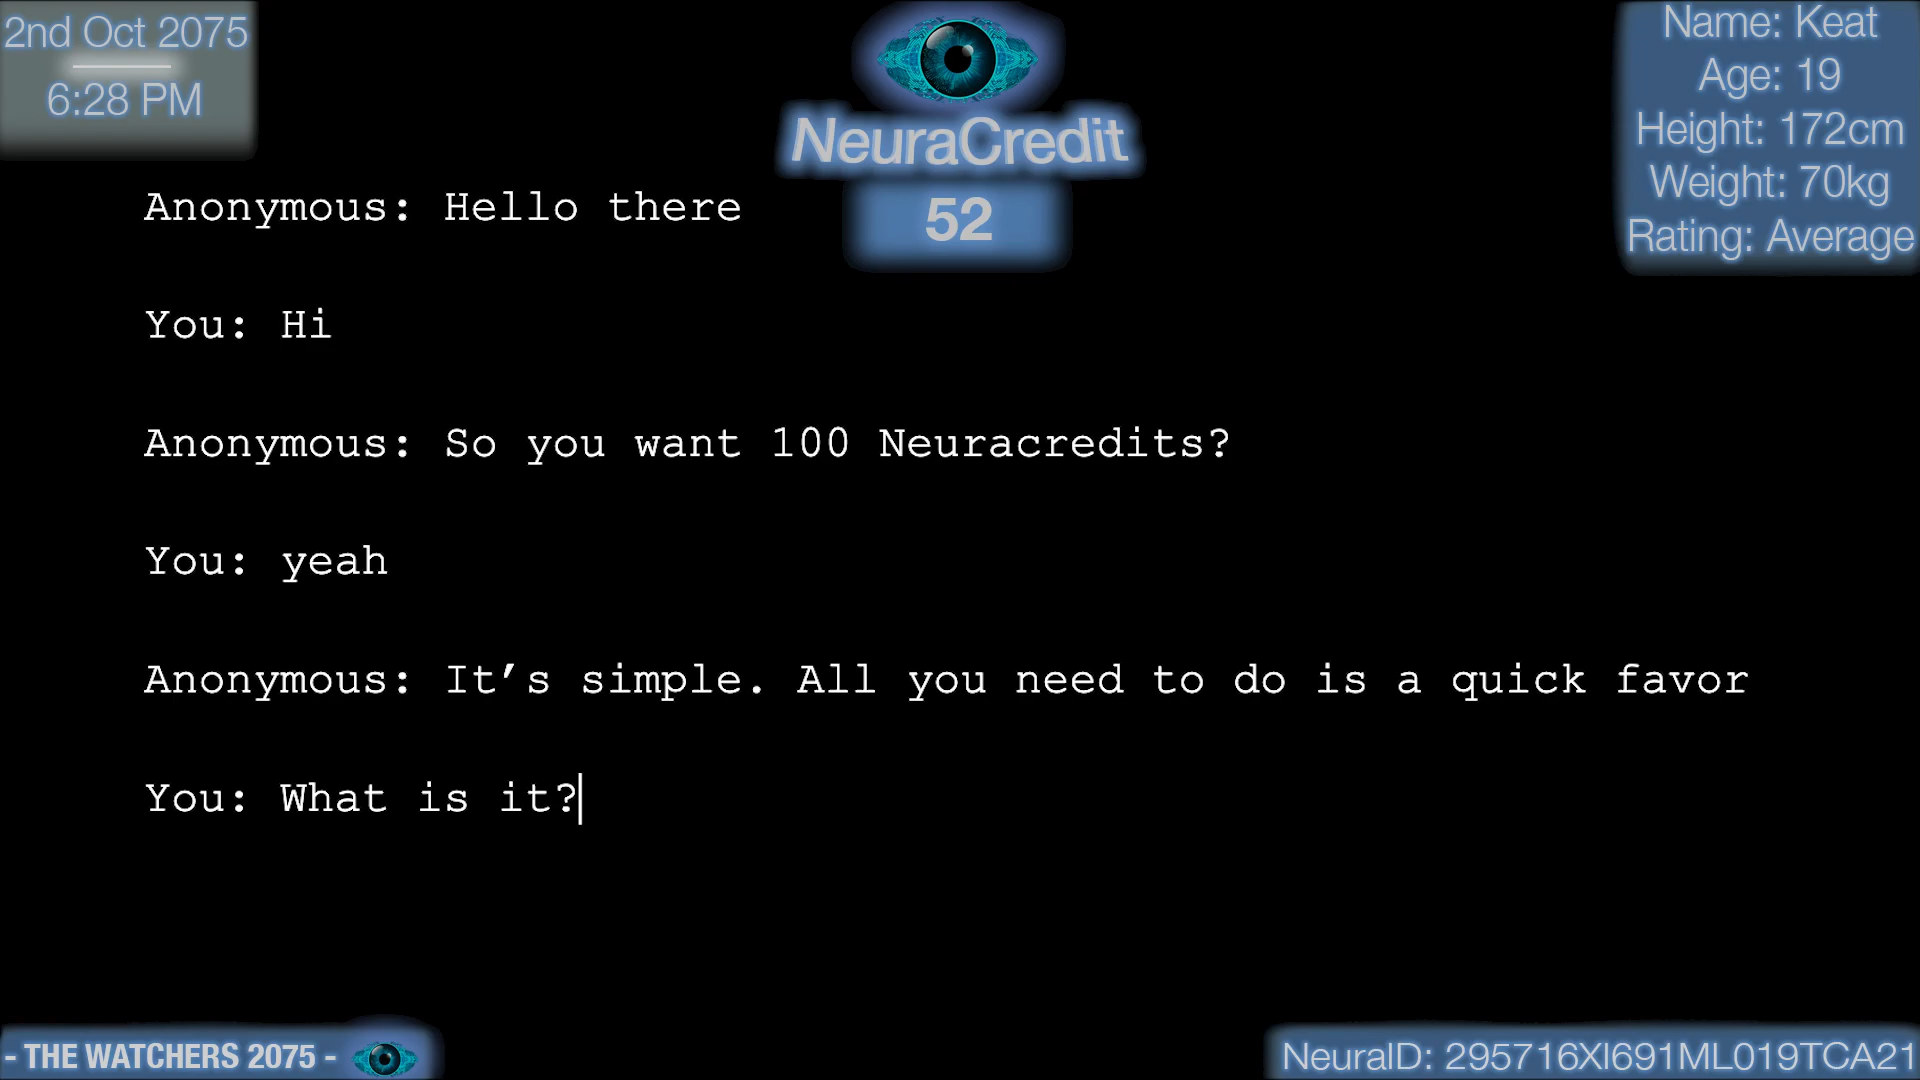 2nd Oct 2075
6:28 PM
NeuraCredit
52
Name: Keat
Age: 19
Height: 172cm
Weight: 70kg
Rating: Average
Anonymous: Hello there
You: Hi
Anonymous: So you want 100 Neuracredits?
You: yeah
Anonymous: It’s simple. All you need to do is a quick favor
You: What is it?
- THE WATCHERS 2075 -
NeuraID: 295716XI691ML019TCA21